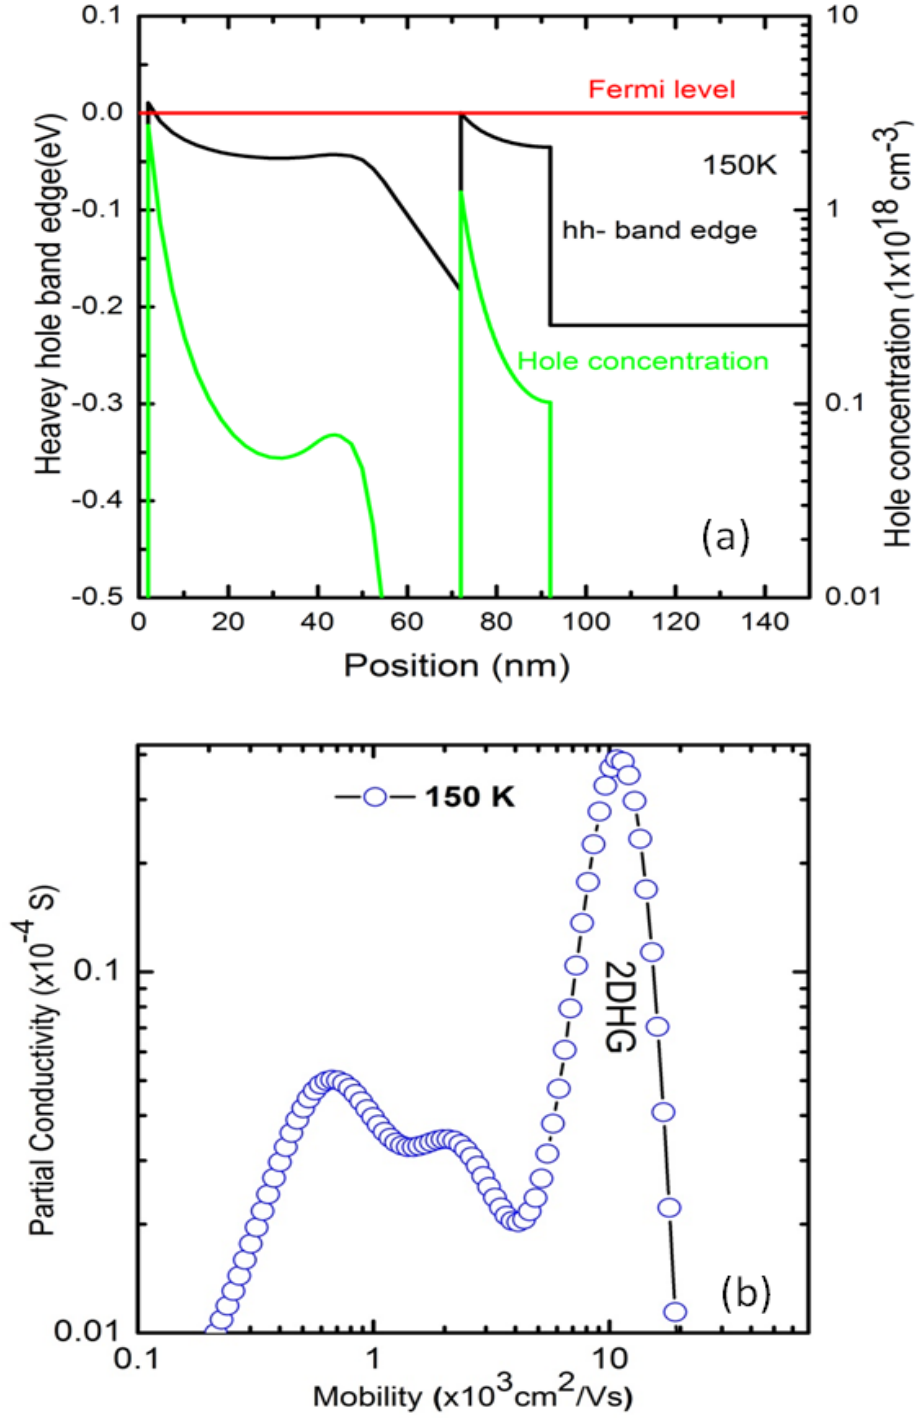 0.1
0.0
-0.1
-0.2
-0.3
-0.4
-0.5
Heavey hole band edge(eV)
10
1
0.1
0.01
Hole concentration (1x10^18 cm^-3)
Fermi level
150K
hh- band edge
Hole concentration
(a)
0 20 40 60 80 100 120 140
Position (nm)
150 K
0.1
0.01
Partial Conductivity (x10^-4 S)
2DHG
(b)
0.1 1 10
Mobility (x10^3cm^2/Vs)